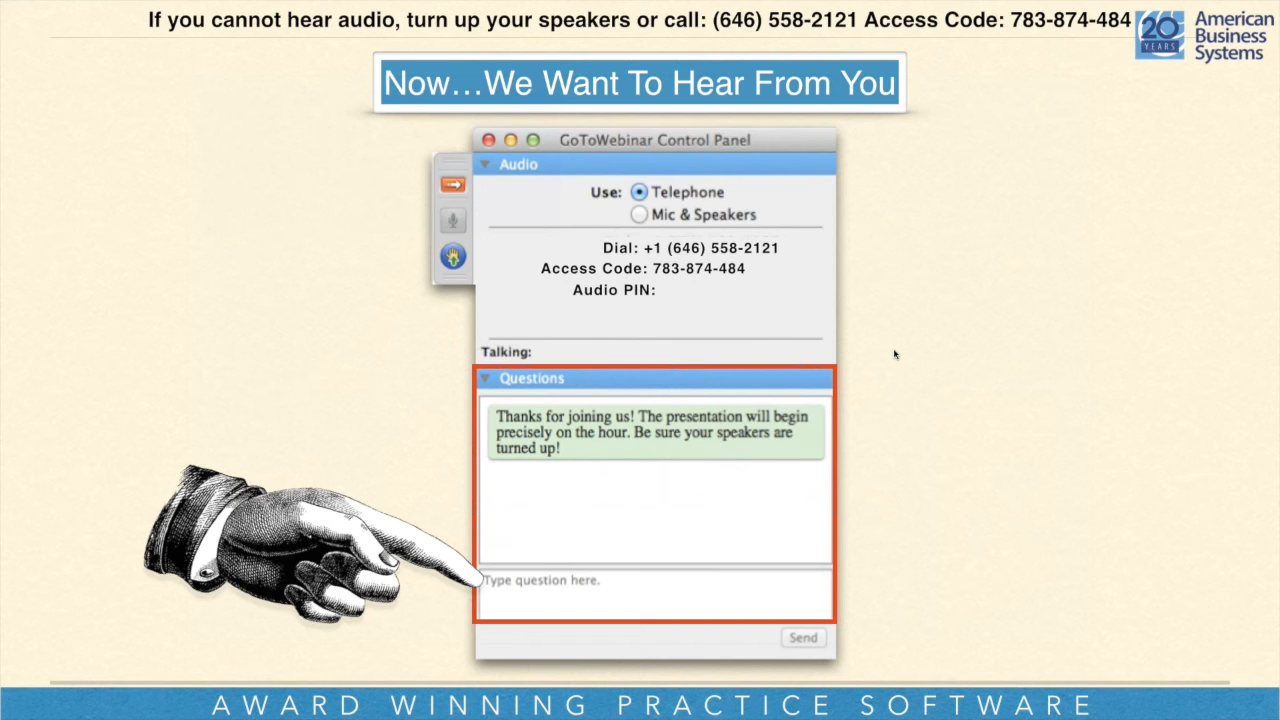 If you cannot hear audio, turn up your speakers or call: (646) 558-2121 Access Code: 783-874-484
20
YEARS
American
Business
Systems
Now…We Want To Hear From You
GoToWebinar Control Panel
Audio
Use: Telephone
Mic & Speakers
Dial: +1 (646) 558-2121
Access Code: 783-874-484
Audio PIN:
Talking:
Questions
Thanks for joining us! The presentation will begin
precisely on the hour. Be sure your speakers are
turned up!
Type question here.
Send
AWARD WINNING PRACTICE SOFTWARE